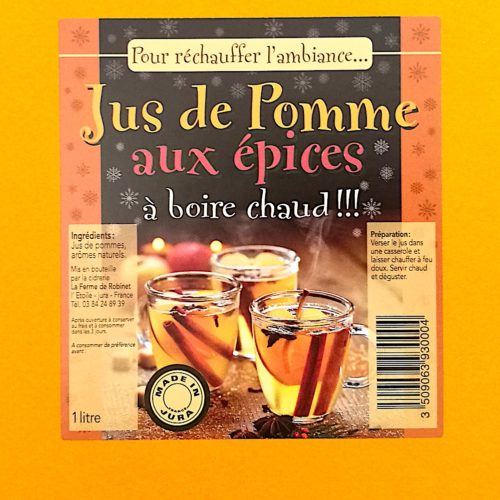 Pour réchauffer l'ambiance...
Jus de Pomme
aux épices
à boire chaud !!!
Ingrédients :
Jus de pommes,
arômes naturels.
Mis en bouteille
par la cidrerie
La Ferme de Robinet
L'Etoile - jura - France
Tél. 03 84 24 89 39
Après ouverture à conserver
au frais et à consommer
dans les 3 jours.
A consommer de préférence
avant :
1 litre
MADE IN
FRANCE
JURA
Préparation :
Verser le jus dans
une casserole et
laisser chauffer à feu
doux. Servir chaud
et déguster.
3 509063 930004